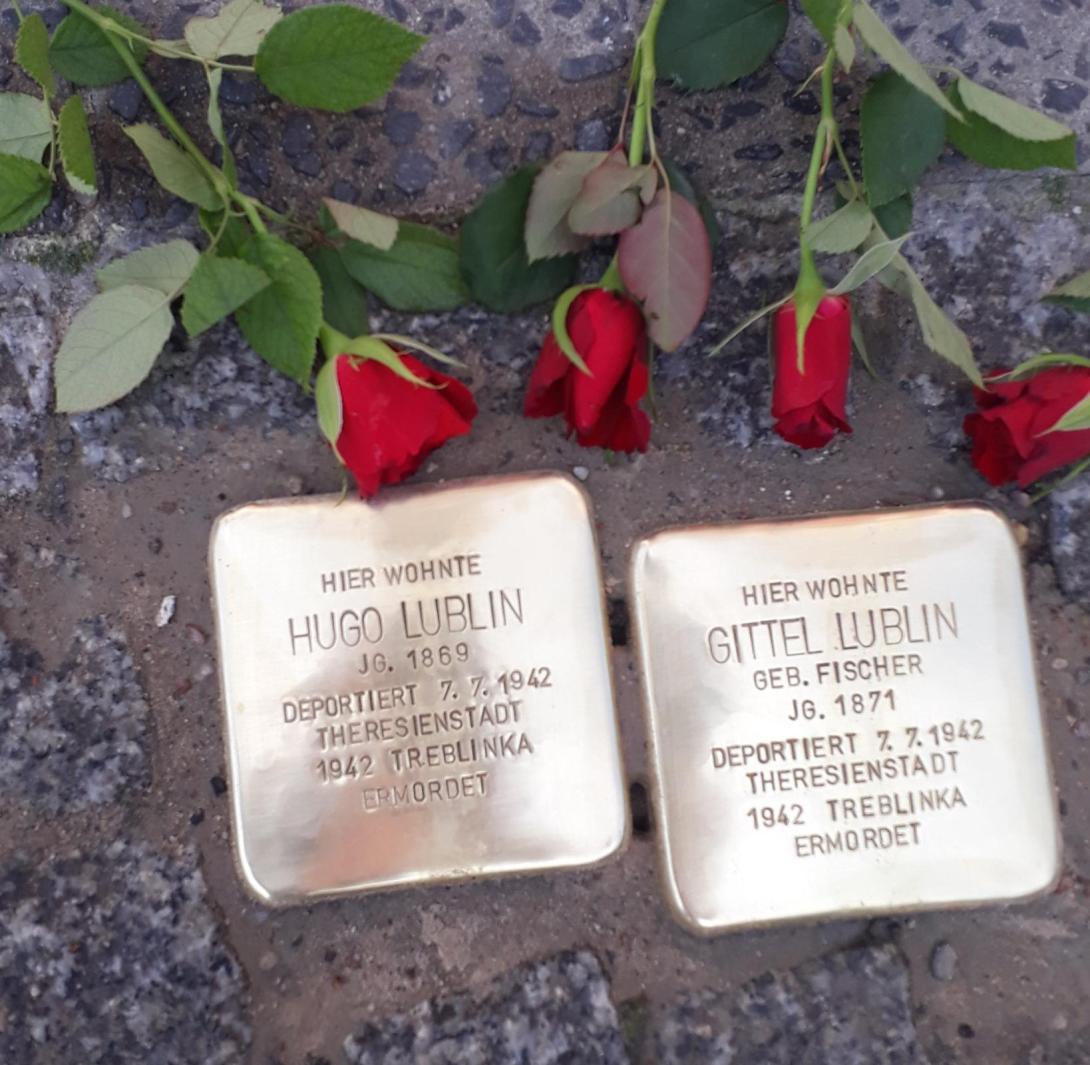 HIER WOHNTE
HUGO LUBLIN
JG. 1869
DEPORTIERT 7.7.1942
THERESIENSTADT
1942 TREBLINKA
ERMORDET
HIER WOHNTE
GITTEL LUBLIN
GEB. FISCHER
JG. 1871
DEPORTIERT 7.7.1942
THERESIENSTADT
1942 TREBLINKA
ERMORDET